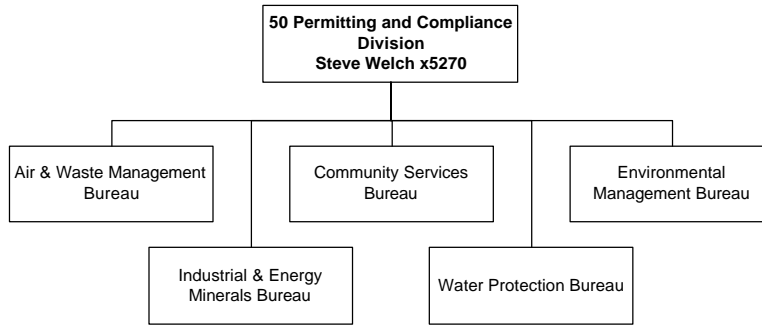 50 Permitting and Compliance
Division
Steve Welch x5270
Air & Waste Management
Bureau
Community Services
Bureau
Environmental
Management Bureau
Industrial & Energy
Minerals Bureau
Water Protection Bureau